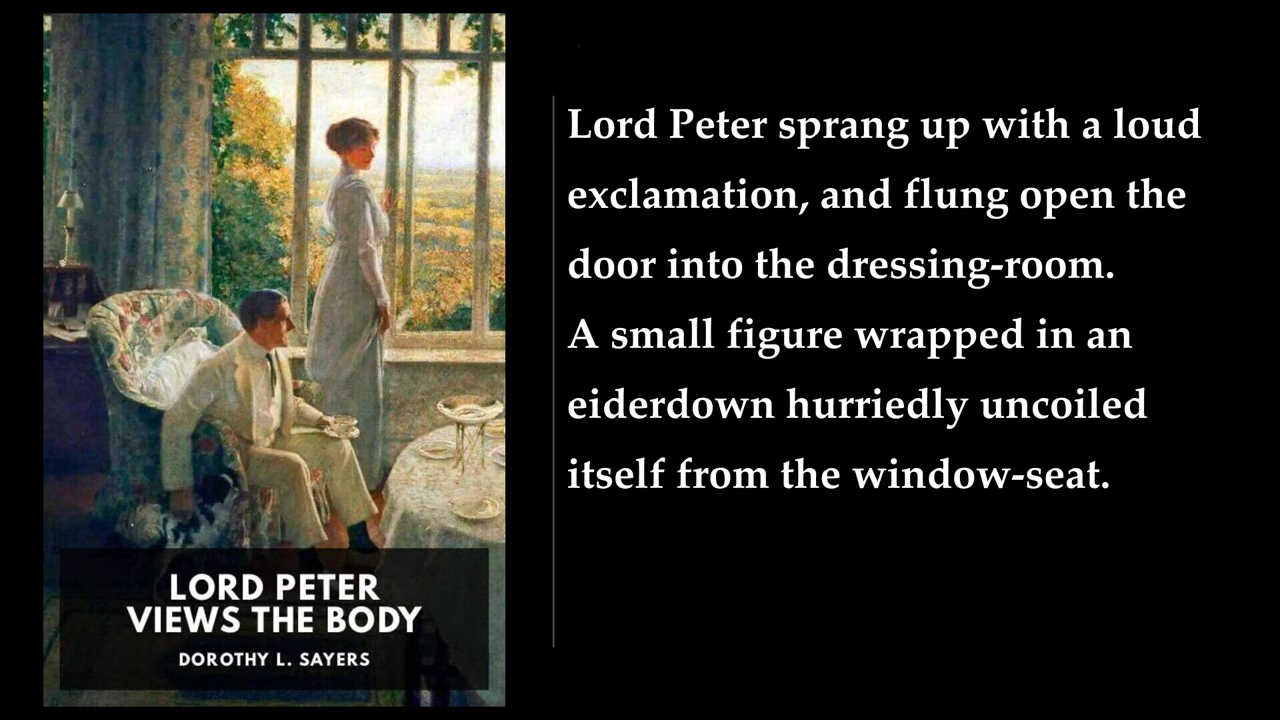 Lord Peter sprang up with a loud
exclamation, and flung open the
door into the dressing-room.
A small figure wrapped in an
eiderdown hurriedly uncoiled
itself from the window-seat.
LORD PETER
VIEWS THE BODY
DOROTHY L. SAYERS